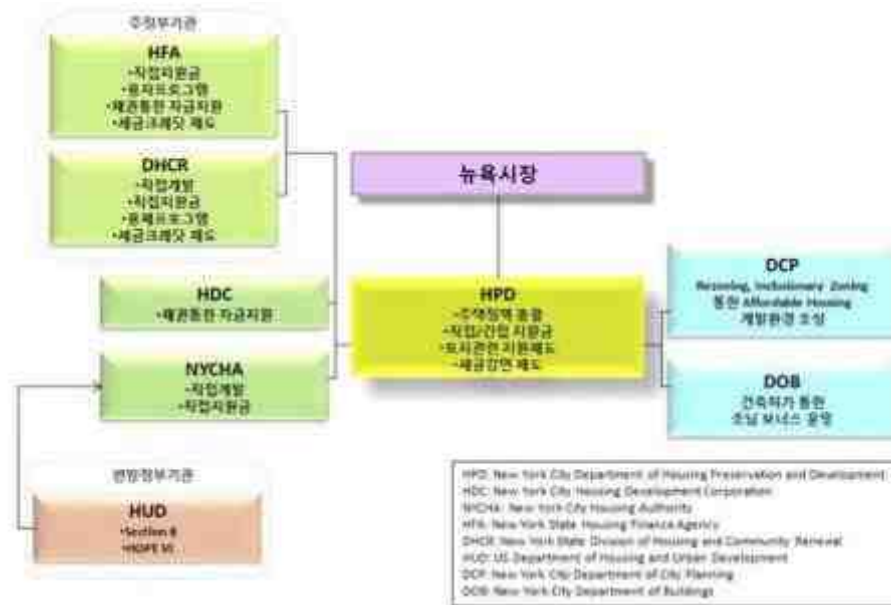 주정부기관
HFA
•직접지원금
•융자프로그램
•채권통한 자금지원
•세금크레딧 제도
DHCR
•직접개발
•직접지원금
•세금크레딧 제도
뉴욕시장
HDC
•채권통한 자금지원
HPD
•주택정책 총괄
•직접/간접 지원금
•토지관련 지원제도
•세금감면 제도
DCP
Rezoning, Inclusionary Zoning
통한 Affordable Housing
개발환경 조성
NYCHA
•직접개발
•직접지원금
DOB
건축허가 통한
조닝 보너스 운영
연방정부기관
HUD
•Section 8
•HOPE VI
HPD: New York City Department of Housing Preservation and Development
HDC: New York City Housing Development Corporation
NYCHA: New York City Housing Authority
HFA: New York State Housing Finance Agency
DHCR: New York State Division of Housing and Community Renewal
HUD: US Department of Housing and Urban Development
DCP: New York City Department of City Planning
DOB: New York City Department of Buildings